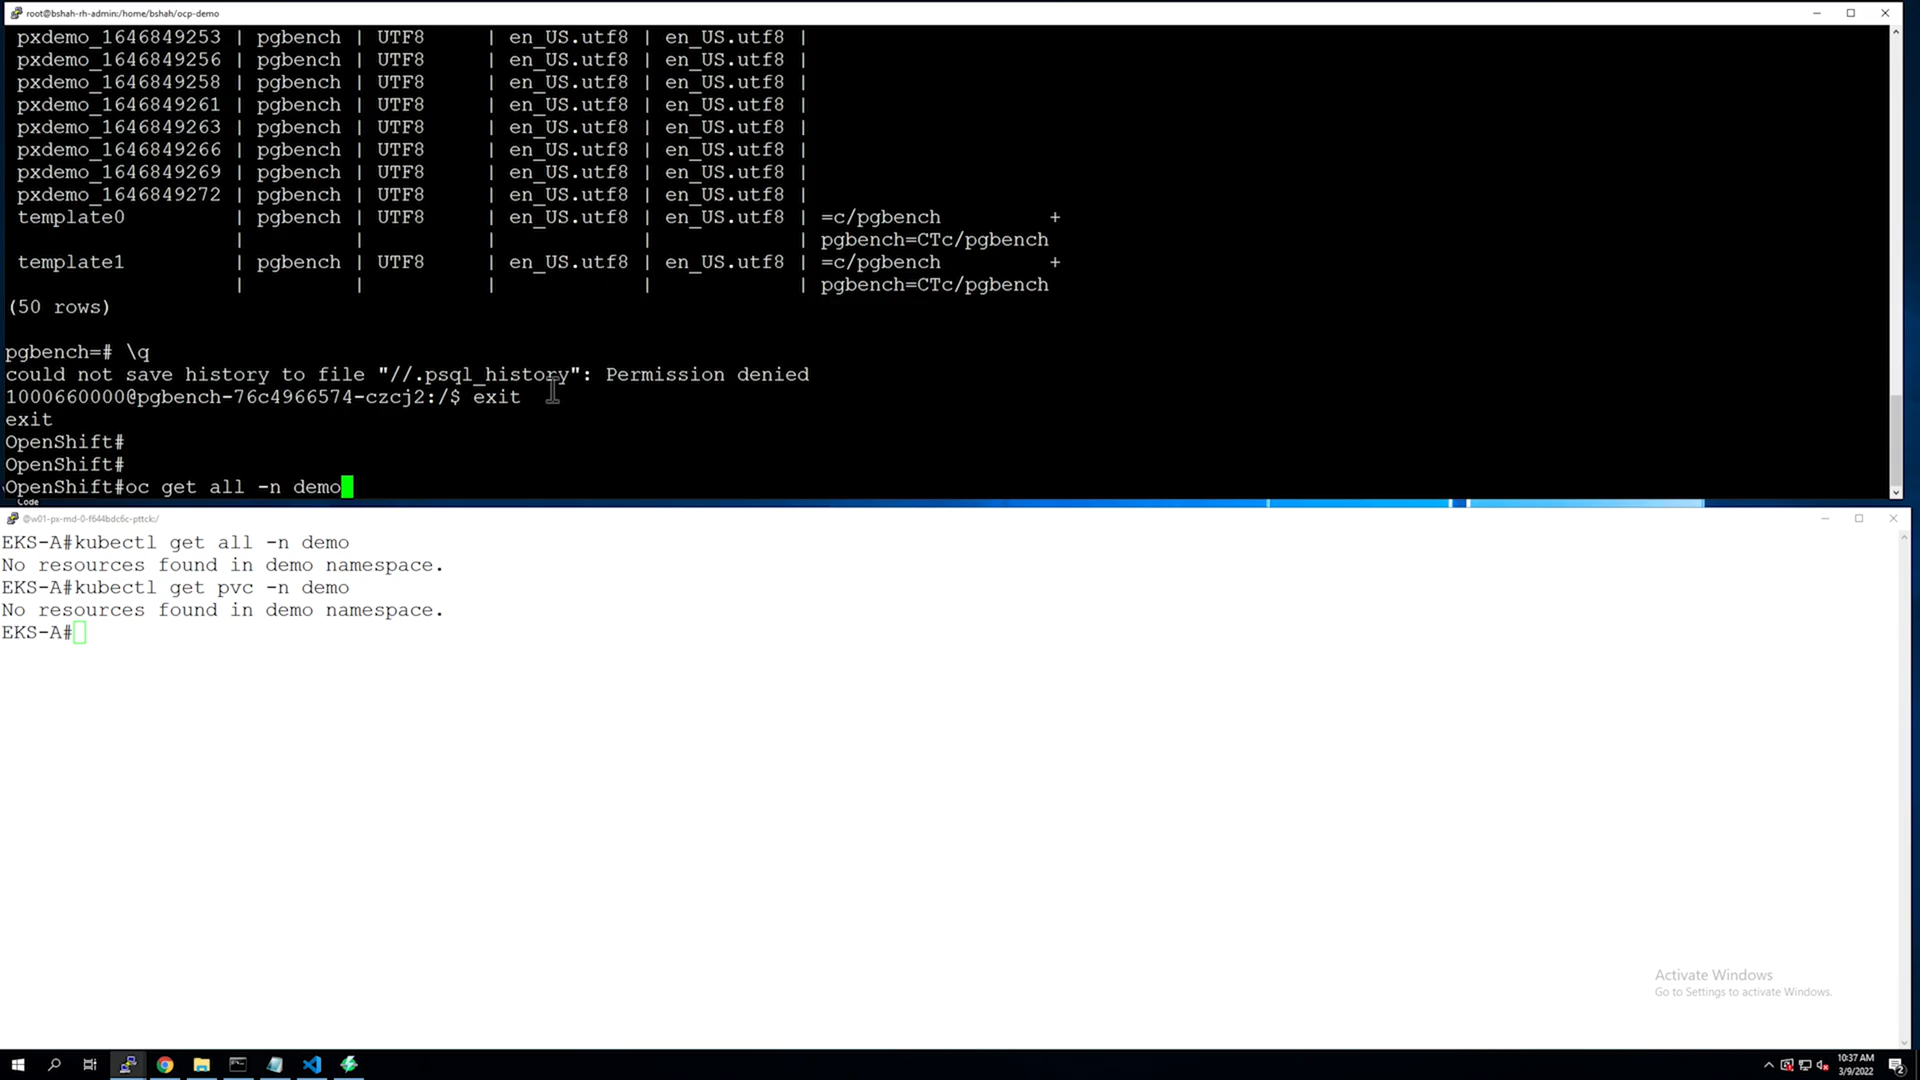 root@bshah-rh-admin:/home/bshah/ocp-demo
pxdemo_1646849253 | pgbench | UTF8 | en_US.utf8 | en_US.utf8 |
pxdemo_1646849256 | pgbench | UTF8 | en_US.utf8 | en_US.utf8 |
pxdemo_1646849258 | pgbench | UTF8 | en_US.utf8 | en_US.utf8 |
pxdemo_1646849261 | pgbench | UTF8 | en_US.utf8 | en_US.utf8 |
pxdemo_1646849263 | pgbench | UTF8 | en_US.utf8 | en_US.utf8 |
pxdemo_1646849266 | pgbench | UTF8 | en_US.utf8 | en_US.utf8 |
pxdemo_1646849269 | pgbench | UTF8 | en_US.utf8 | en_US.utf8 |
pxdemo_1646849272 | pgbench | UTF8 | en_US.utf8 | en_US.utf8 |
template0 | pgbench | UTF8 | en_US.utf8 | en_US.utf8 | =c/pgbench +
| | | | | pgbench=CTc/pgbench
template1 | pgbench | UTF8 | en_US.utf8 | en_US.utf8 | =c/pgbench +
| | | | | pgbench=CTc/pgbench
(50 rows)
pgbench=# \q
could not save history to file "//.psql_history": Permission denied
1000660000@pgbench-76c4966574-czcj2:/$ exit
exit
OpenShift#
OpenShift#
OpenShift#oc get all -n demo
Code
@w01-px-md-0-f644bdc6c-pttck:/
EKS-A#kubectl get all -n demo
No resources found in demo namespace.
EKS-A#kubectl get pvc -n demo
No resources found in demo namespace.
EKS-A#
Activate Windows
Go to Settings to activate Windows.
10:37 AM
3/9/2022
2